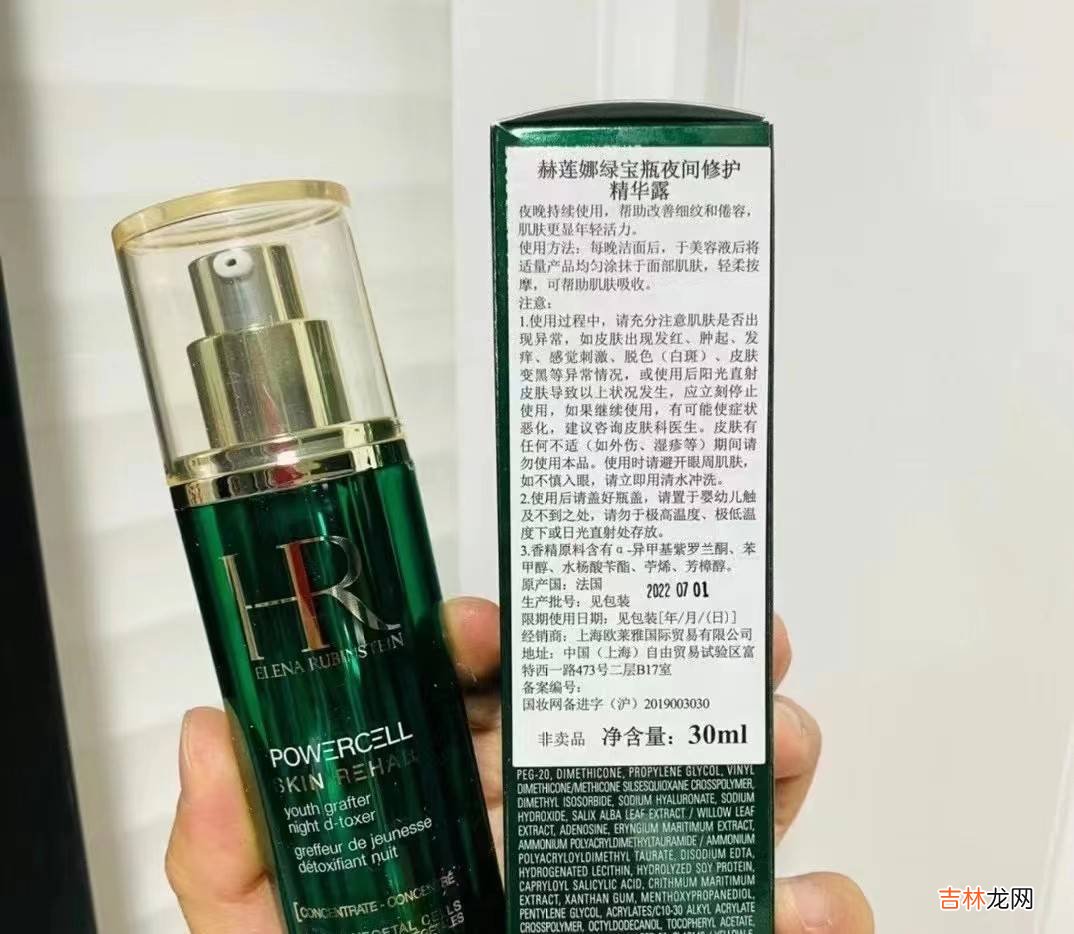 HR
ELENA RUBINSTEIN
POWERCELL
SKIN REHAB
youth grafter
night d-toxer
greffeur de jeunesse
détoxifiant nuit
[CONCENTRATE - CONCENTRÉ
VEGETAL CELLS
赫莲娜绿宝瓶夜间修护
精华露
夜晚持续使用，帮助改善细纹和倦容，
肌肤更显年轻活力。
使用方法：每晚洁面后，于美容液后将
适量产品均匀涂抹于面部肌肤，轻柔按
摩，可帮助肌肤吸收。
注意：
1.使用过程中，请充分注意肌肤是否出
现异常，如皮肤出现发红、肿起、发
痒、感觉刺激、脱色（白斑）、皮肤
变黑等异常情况，或使用后阳光直射
皮肤导致以上状况发生，应立刻停止
使用，如果继续使用，有可能使症状
恶化，建议咨询皮肤科医生。皮肤有
任何不适（如外伤、湿疹等）期间请
勿使用本品。使用时请避开眼周肌肤，
如不慎入眼，请立即用清水冲洗。
2.使用后请盖好瓶盖，请置于婴幼儿触
及不到之处，请勿于极高温度、极低温
度下或日光直射处存放。
3.香精原料含有α-异甲基紫罗兰酮、苯
甲醇、水杨酸苄酯、苧烯、芳樟醇。
原产国：法国
生产批号：见包装 2022 07 01
限期使用日期：见包装[年/月/(日)]
经销商：上海欧莱雅国际贸易有限公司
地址：中国（上海）自由贸易试验区富
特西一路473号二层B17室
备案编号：
国妆网备进字（沪）2019003030
非卖品 净含量：30ml
PEG-20, DIMETHICONE, PROPYLENE GLYCOL, VINYL
DIMETHICONE/METHICONE SILSESQUIOXANE CROSSPOLYMER,
DIMETHYL ISOSORBIDE, SODIUM HYALURONATE, SODIUM
HYDROXIDE, SALIX ALBA LEAF EXTRACT / WILLOW LEAF
EXTRACT, ADENOSINE, ERYNGIUM MARITIMUM EXTRACT,
AMMONIUM POLYACRYLDIMETHYLTAURAMIDE / AMMONIUM
POLYACRYLOYLDIMETHYL TAURATE, DISODIUM EDTA,
HYDROGENATED LECITHIN, HYDROLYZED SOY PROTEIN,
CAPRYLOYL SALICYLIC ACID, CRITHMUM MARITIMUM
EXTRACT, XANTHAN GUM, MENTHOXYPROPANEDIOL,
PENTYLENE GLYCOL, ACRYLATES/C10-30 ALKYL ACRYLATE
CROSSPOLYMER, OCTYLDODECANOL, TOCOPHERYL ACETATE,
吉林龙网